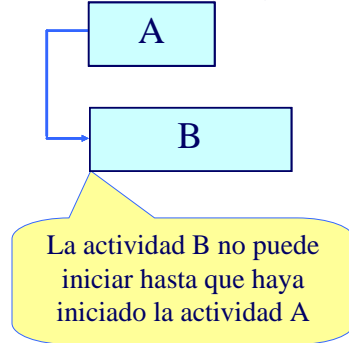 A
B
La actividad B no puede
iniciar hasta que haya
iniciado la actividad A